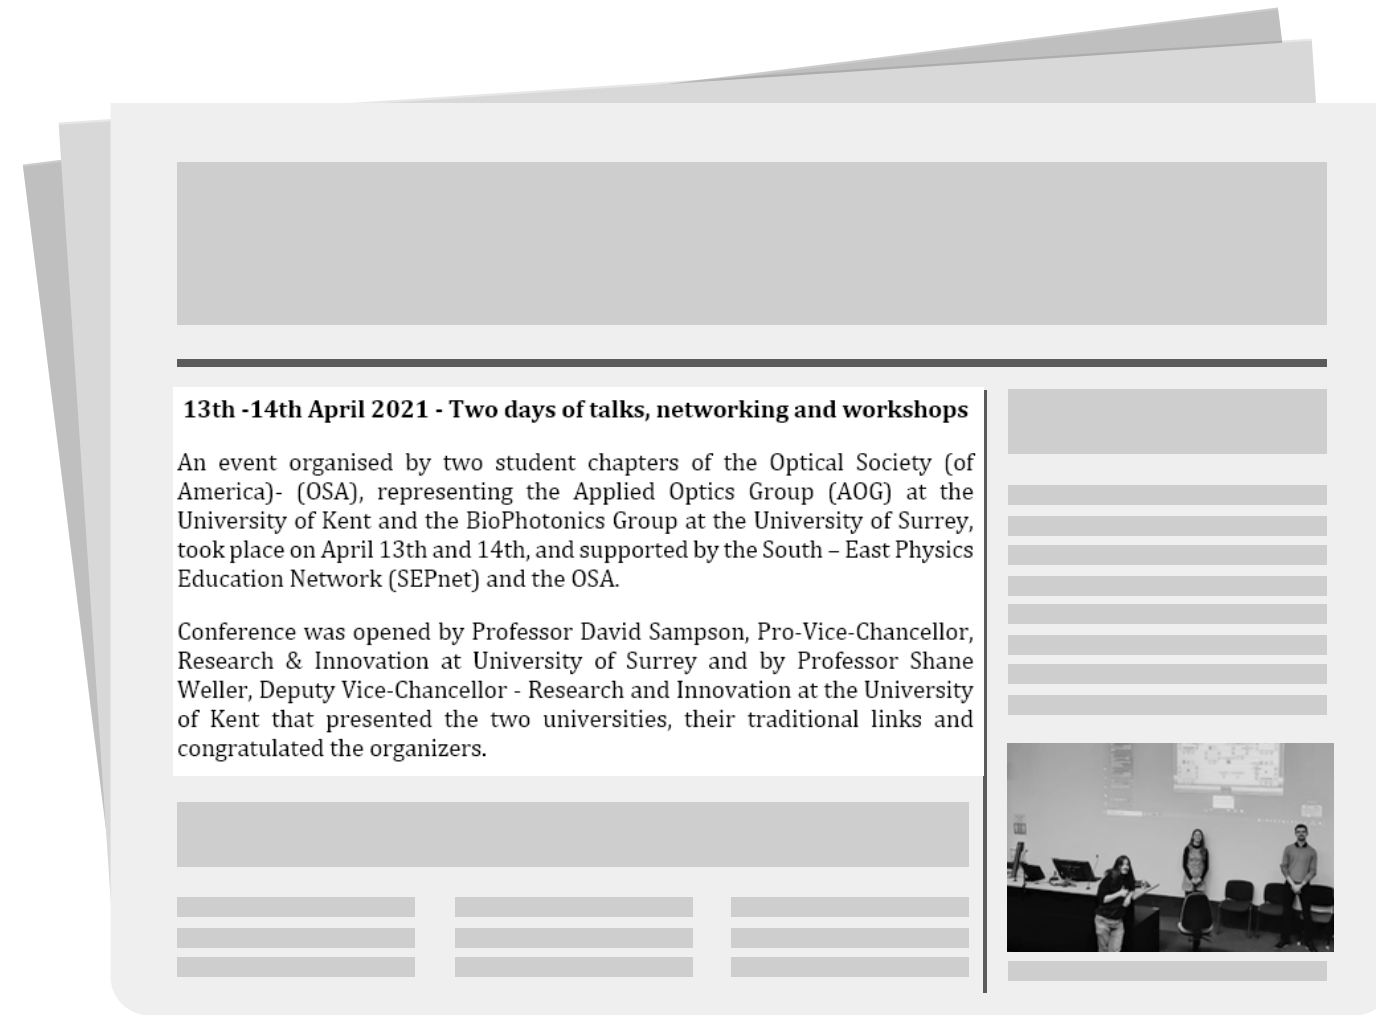 13th -14th April 2021 - Two days of talks, networking and workshops
An event organised by two student chapters of the Optical Society (of
America)- (OSA), representing the Applied Optics Group (AOG) at the
University of Kent and the BioPhotonics Group at the University of Surrey,
took place on April 13th and 14th, and supported by the South – East Physics
Education Network (SEPnet) and the OSA.
Conference was opened by Professor David Sampson, Pro-Vice-Chancellor,
Research & Innovation at University of Surrey and by Professor Shane
Weller, Deputy Vice-Chancellor - Research and Innovation at the University
of Kent that presented the two universities, their traditional links and
congratulated the organizers.